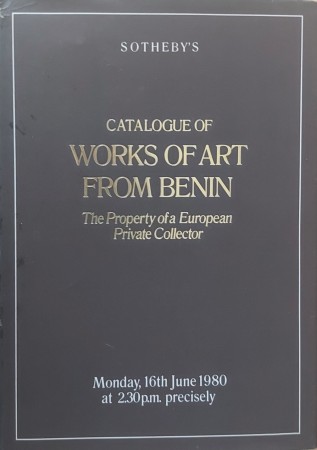 SOTHEBY'S
CATALOGUE OF
WORKS OF ART
FROM BENIN
The Property of a European
Private Collector
Monday, 16th June 1980
at 2.30p.m. precisely